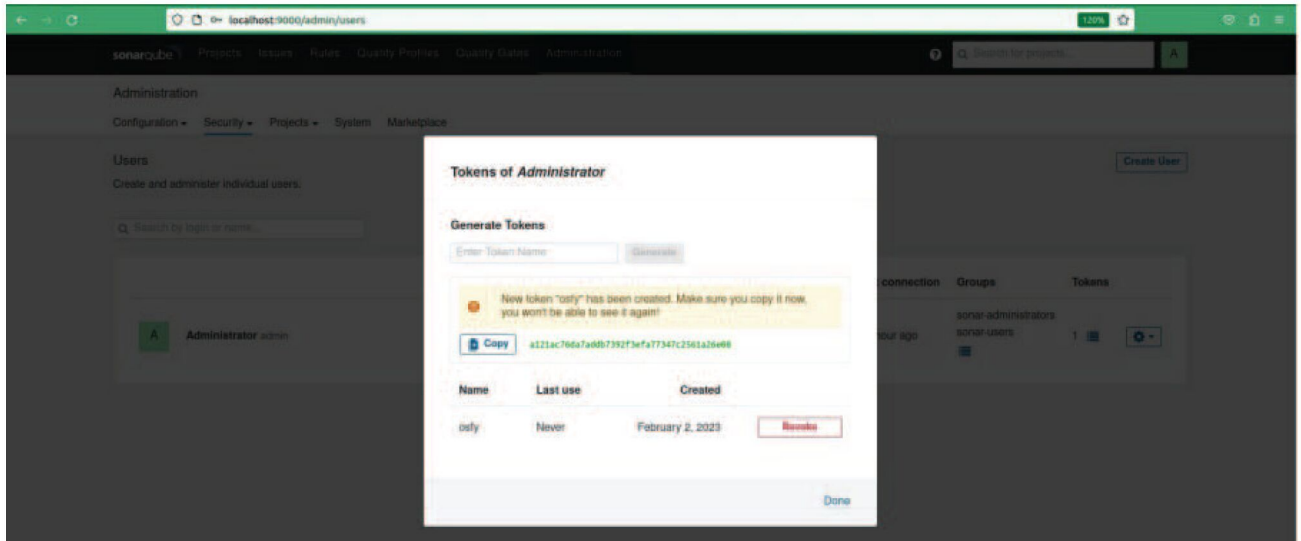 localhost:9000/admin/users
120%
sonarqube Projects Issues Rules Quality Profiles Quality Gates Administration
Search for projects...
A
Administration
Configuration Security Projects System Marketplace
Users
Create User
Create and administer individual users.
Search by login or name...
Tokens of Administrator
Generate Tokens
Enter Token Name
Generate
New token "osfy" has been created. Make sure you copy it now,
you won't be able to see it again!
Copy
Name Last use Created
osfy Never February 2, 2023 Revoke
Done
connection Groups Tokens
A Administrator admin
hour ago
sonar-administrators
sonar-users
1